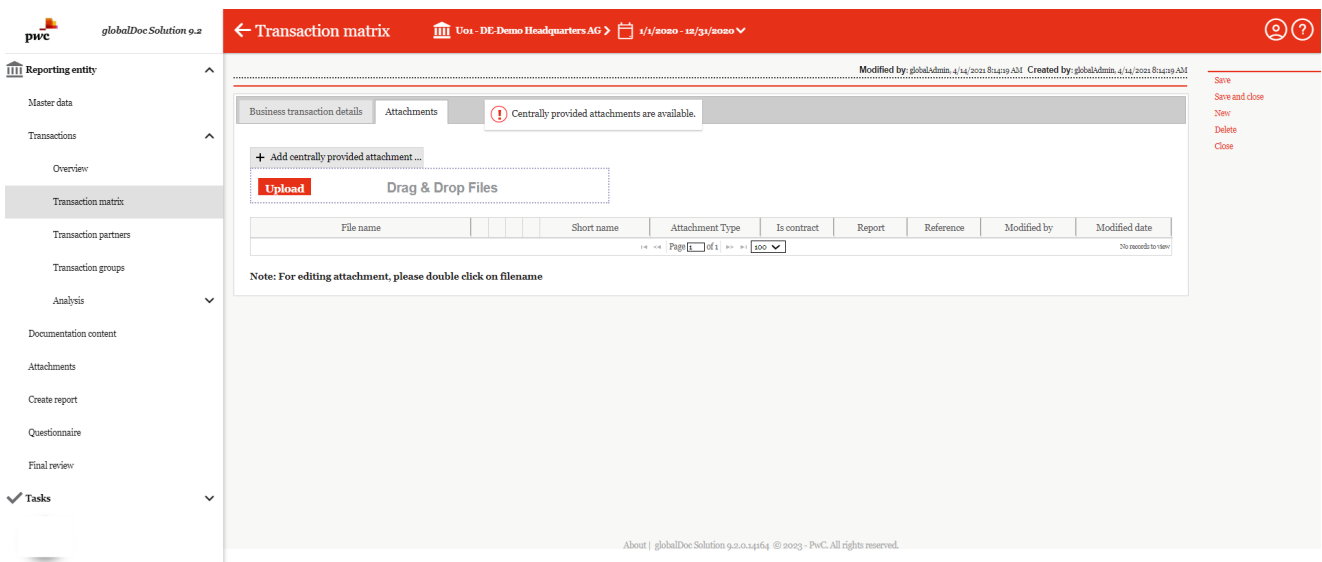 pwc
globalDoc Solution 9.2
Transaction matrix
U01 - DE-Demo Headquarters AG
1/1/2020 - 12/31/2020
?
Reporting entity
Master data
Transactions
Overview
Transaction matrix
Transaction partners
Transaction groups
Analysis
Documentation content
Attachments
Create report
Questionnaire
Final review
Tasks
Modified by: globalAdmin, 4/14/2021 8:14:19 AM Created by: globalAdmin, 4/14/2021 8:14:19 AM
Business transaction details
Attachments
! Centrally provided attachments are available.
+ Add centrally provided attachment ...
Upload
Drag & Drop Files
File name Short name Attachment Type Is contract Report Reference Modified by Modified date
Page 1 of 1 100 No records to view
Note: For editing attachment, please double click on filename
Save
Save and close
New
Delete
Close
About | globalDoc Solution 9.2.0.14164 © 2023 - PwC. All rights reserved.